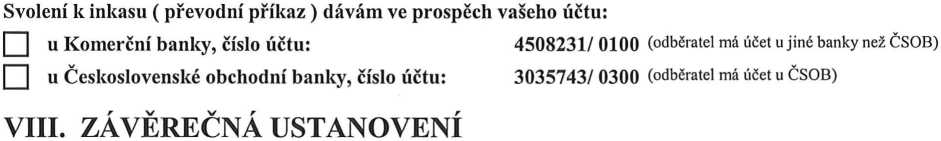 Svolení k inkasu ( převodní příkaz ) dávám ve prospěch vašeho účtu:
u Komerční banky, číslo účtu: 4508231/ 0100 (odběratel má účet u jiné banky než ČSOB)
u Československé obchodní banky, číslo účtu: 3035743/ 0300 (odběratel má účet u ČSOB)
VIII. ZÁVĚREČNÁ USTANOVENÍ